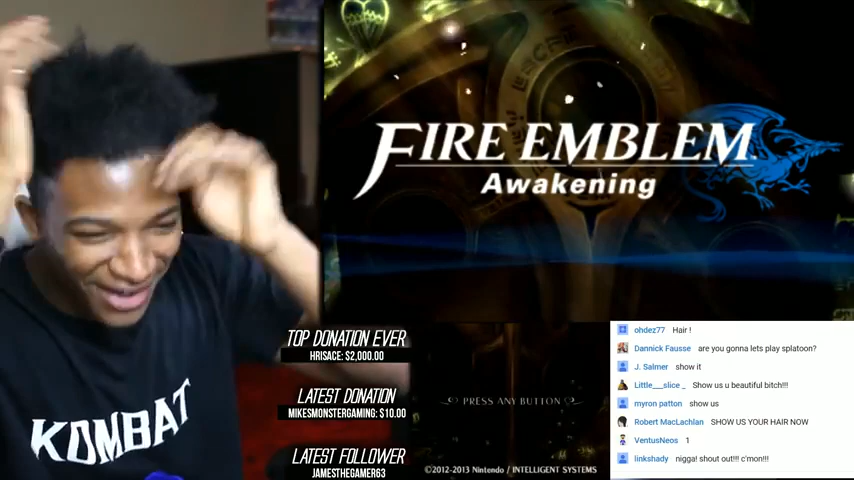 FIRE EMBLEM
Awakening
KOMBAT
TOP DONATION EVER
HRISACE: $2,000.00
LATEST DONATION
MIKESMONSTERGAMING: $10.00
LATEST FOLLOWER
JAMESTHEGAMER63
PRESS ANY BUTTON
©2012-2013 Nintendo / INTELLIGENT SYSTEMS
ohdez77 Hair !
Dannick Fausse are you gonna lets play splatoon?
J. Salmer show it
Little___slice _ Show us u beautiful bitch!!!
myron patton show us
Robert MacLachlan SHOW US YOUR HAIR NOW
VentusNeos 1
linkshady nigga! shout out!!! c'mon!!!